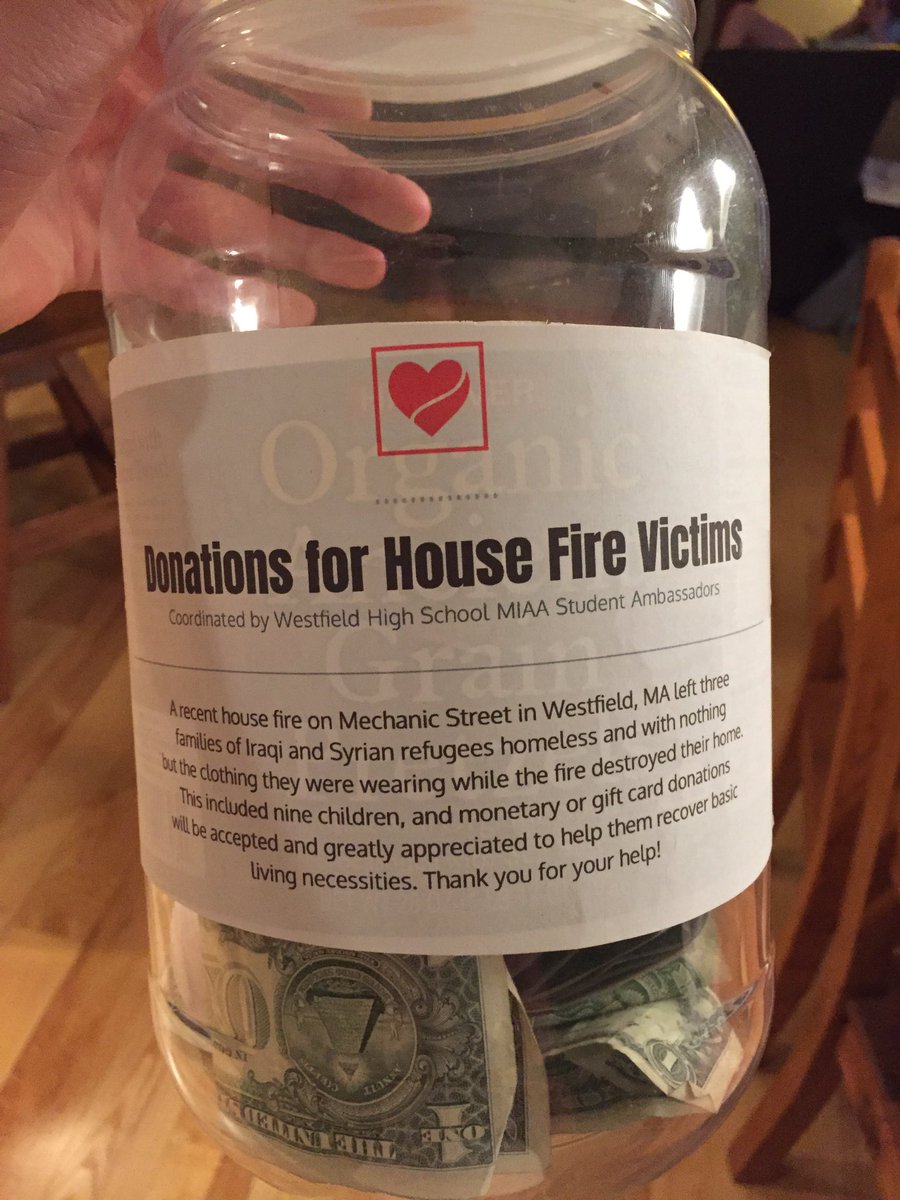 Organic
Donations for House Fire Victims
Coordinated by Westfield High School MIAA Student Ambassadors
Grain
A recent house fire on Mechanic Street in Westfield, MA left three
families of Iraqi and Syrian refugees homeless and with nothing
but the clothing they were wearing while the fire destroyed their home.
This included nine children, and monetary or gift card donations
will be accepted and greatly appreciated to help them recover basic
living necessities. Thank you for your help!
ONE